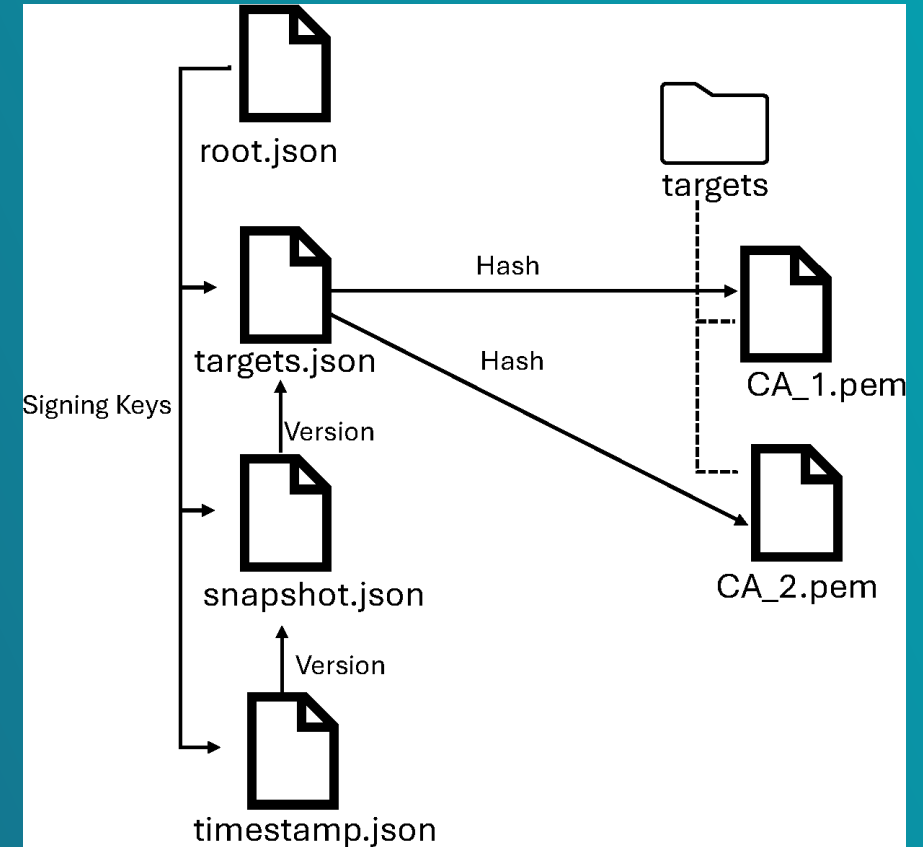 root.json
targets
Hash
targets.json
Hash
CA_1.pem
Signing Keys
Version
snapshot.json
CA_2.pem
Version
timestamp.json